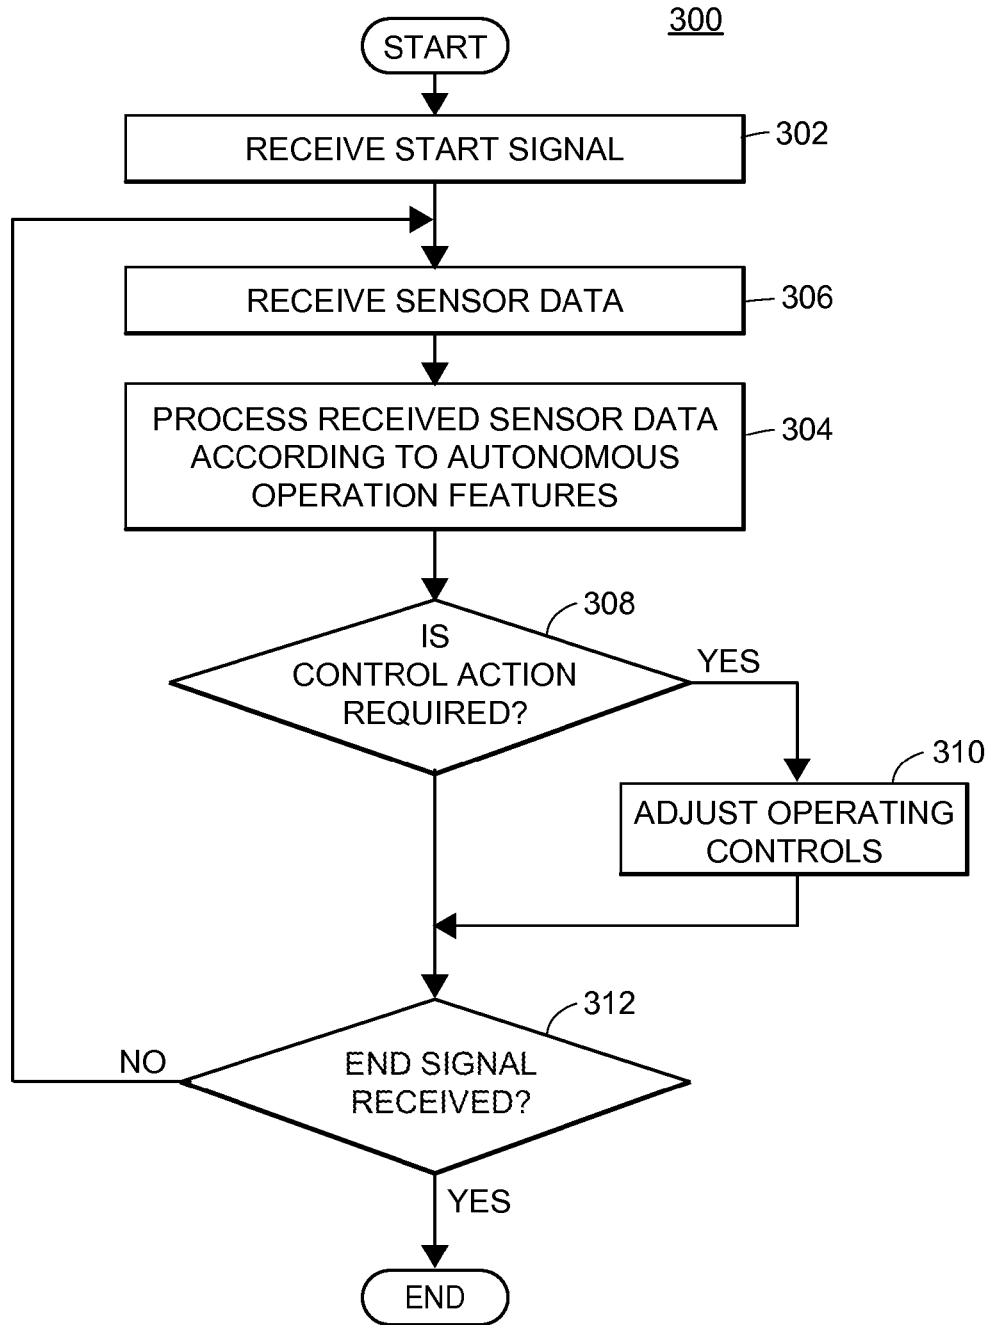 300
START
RECEIVE START SIGNAL
302
RECEIVE SENSOR DATA
306
PROCESS RECEIVED SENSOR DATA
ACCORDING TO AUTONOMOUS
OPERATION FEATURES
304
308
IS
CONTROL ACTION
REQUIRED?
YES
310
ADJUST OPERATING
CONTROLS
312
END SIGNAL
RECEIVED?
NO
YES
END